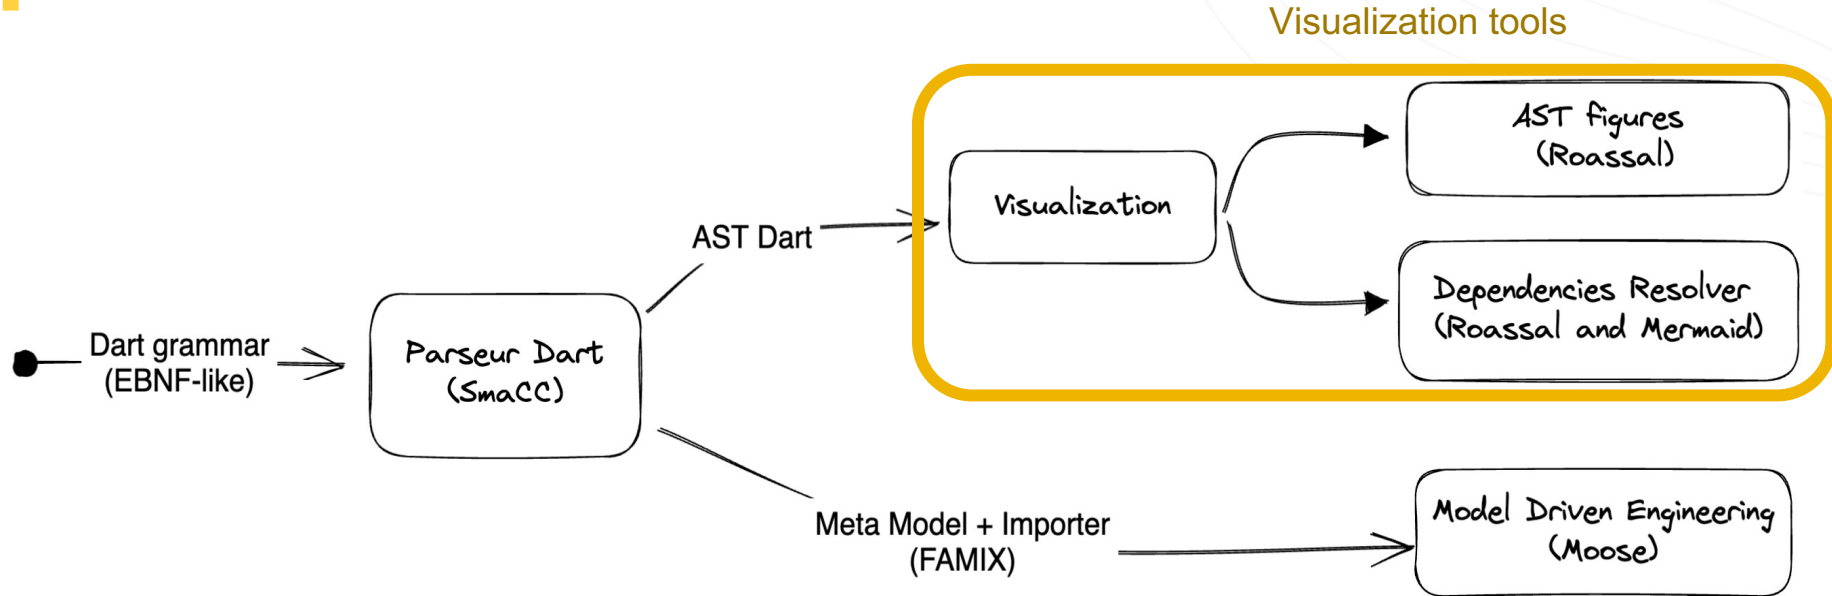 Visualization tools
AST figures
(Roassal)
Visualization
AST Dart
Dependencies Resolver
(Roassal and Mermaid)
Dart grammar
(EBNF-like)
Parseur Dart
(SmaCC)
Meta Model + Importer
(FAMIX)
Model Driven Engineering
(Moose)